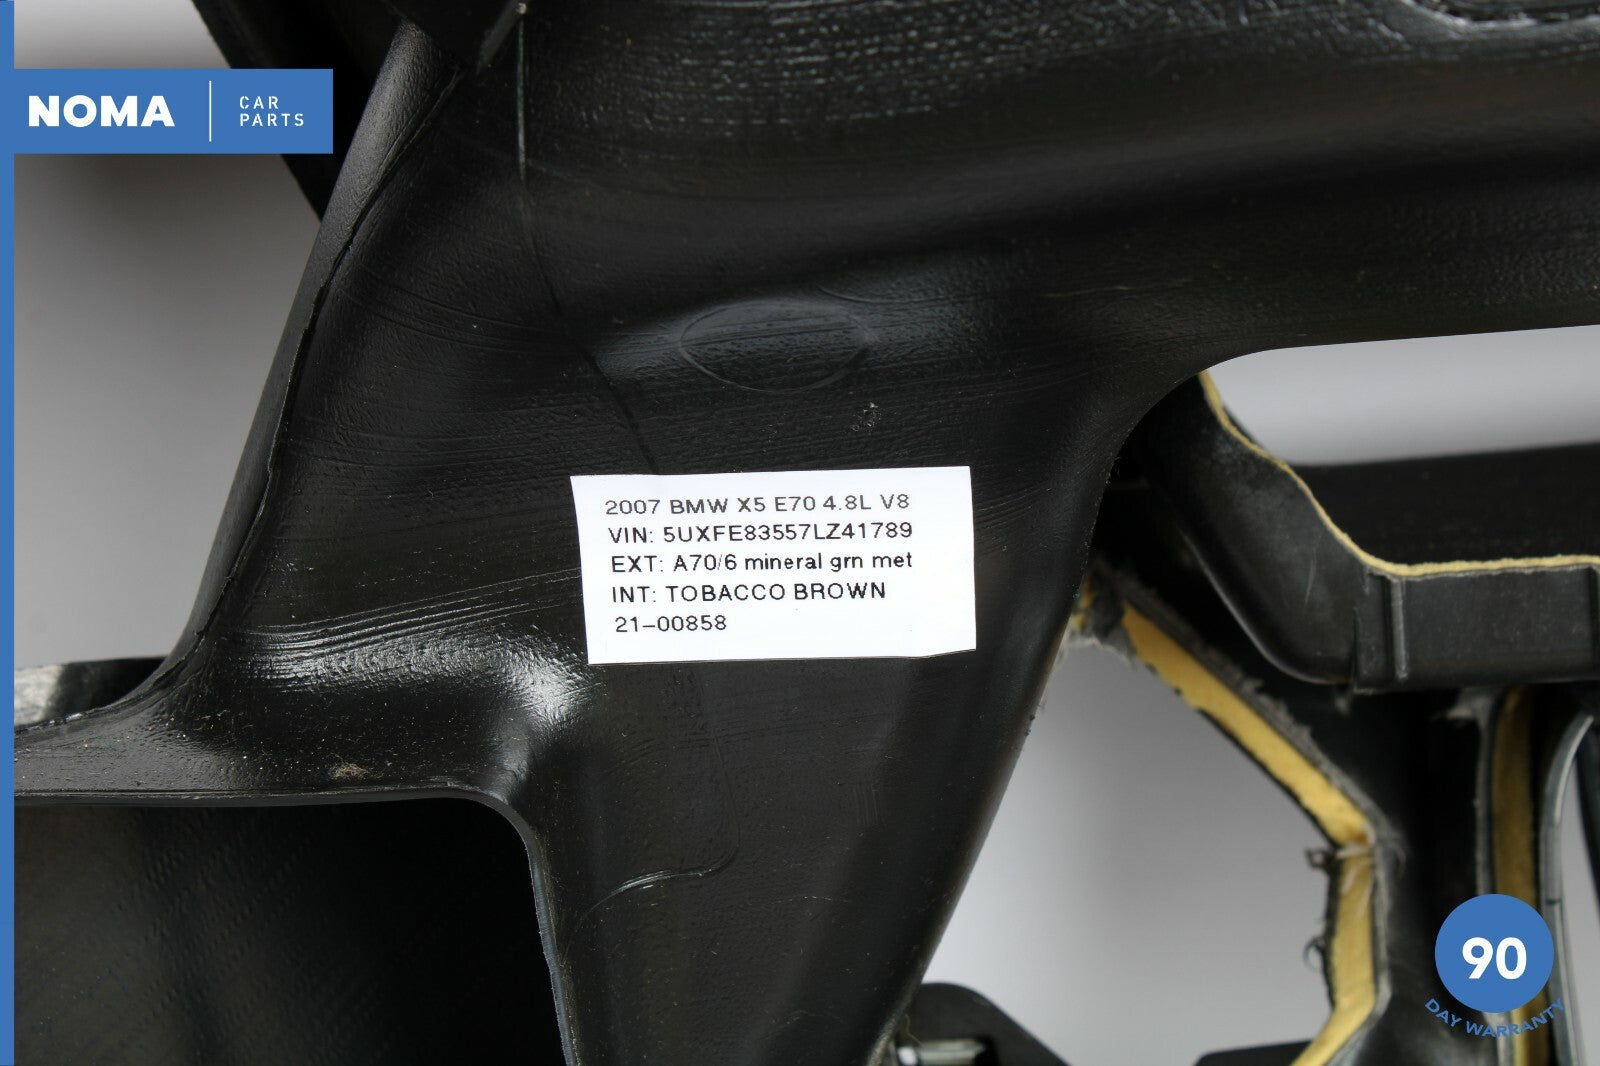 NOMA
CAR
PARTS
2007 BMW X5 E70 4.8L V8
VIN: 5UXFE83557LZ41789
EXT: A70/6 mineral grn met
INT: TOBACCO BROWN
21-00858
90
DAY WARRANTY